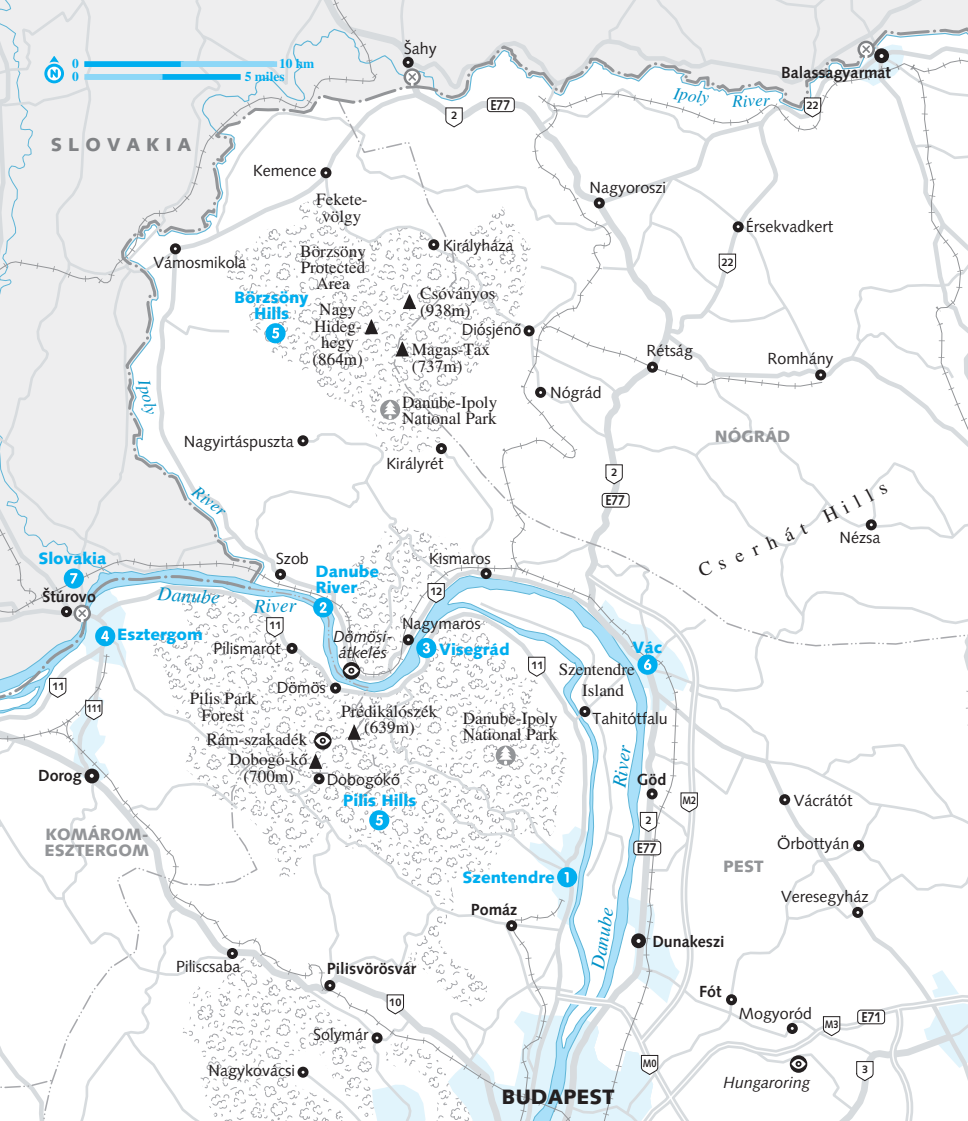 Šahy
0 10 km
N
0 5 miles
Balassagyarmat
Ipoly River
E77
2
22
SLOVAKIA
Kemence
Fekete-
völgy
Nagyoroszi
Érsekvadkert
Királyháza
Vámosmikola
Börzsöny
Protected
Area
22
Csóványos
(938m)
Börzsöny
Hills
5
Nagy
Hideg-
hegy
(864m)
Diósjenő
Magas-Tax
(737m)
Rétság
Romhány
Ipoly
River
Nógrád
Danube-Ipoly
National Park
NÓGRÁD
Nagyirtáspuszta
Királyrét
2
E77
Cserhát Hills
Nézsa
Slovakia
7
Szob
Kismaros
Danube
River
2
Štúrovo
Danube River
12
4 Esztergom
11
Nagymaros
Dömösi-
átkelés
Pilismarót
3 Visegrád
Vác
6
11
Szentendre
Island
11
111
Dömös
Pilis Park
Forest
Prédikálószék
(639m)
Danube-Ipoly
National Park
Tahitótfalu
Rám-szakadék
Dobogó-kő
(700m)
Dobogókő
River
Dorog
Göd
M2
Vácrátót
Pilis Hills
5
2
KOMÁROM-
ESZTERGOM
E77
Örbottyán
PEST
Szentendre 1
Veresegyház
Pomáz
Danube
Dunakeszi
Piliscsaba
Pilisvörösvár
10
Fót
Mogyoród
M3
E71
Solymár
M0
3
Nagykovácsi
Hungaroring
BUDAPEST